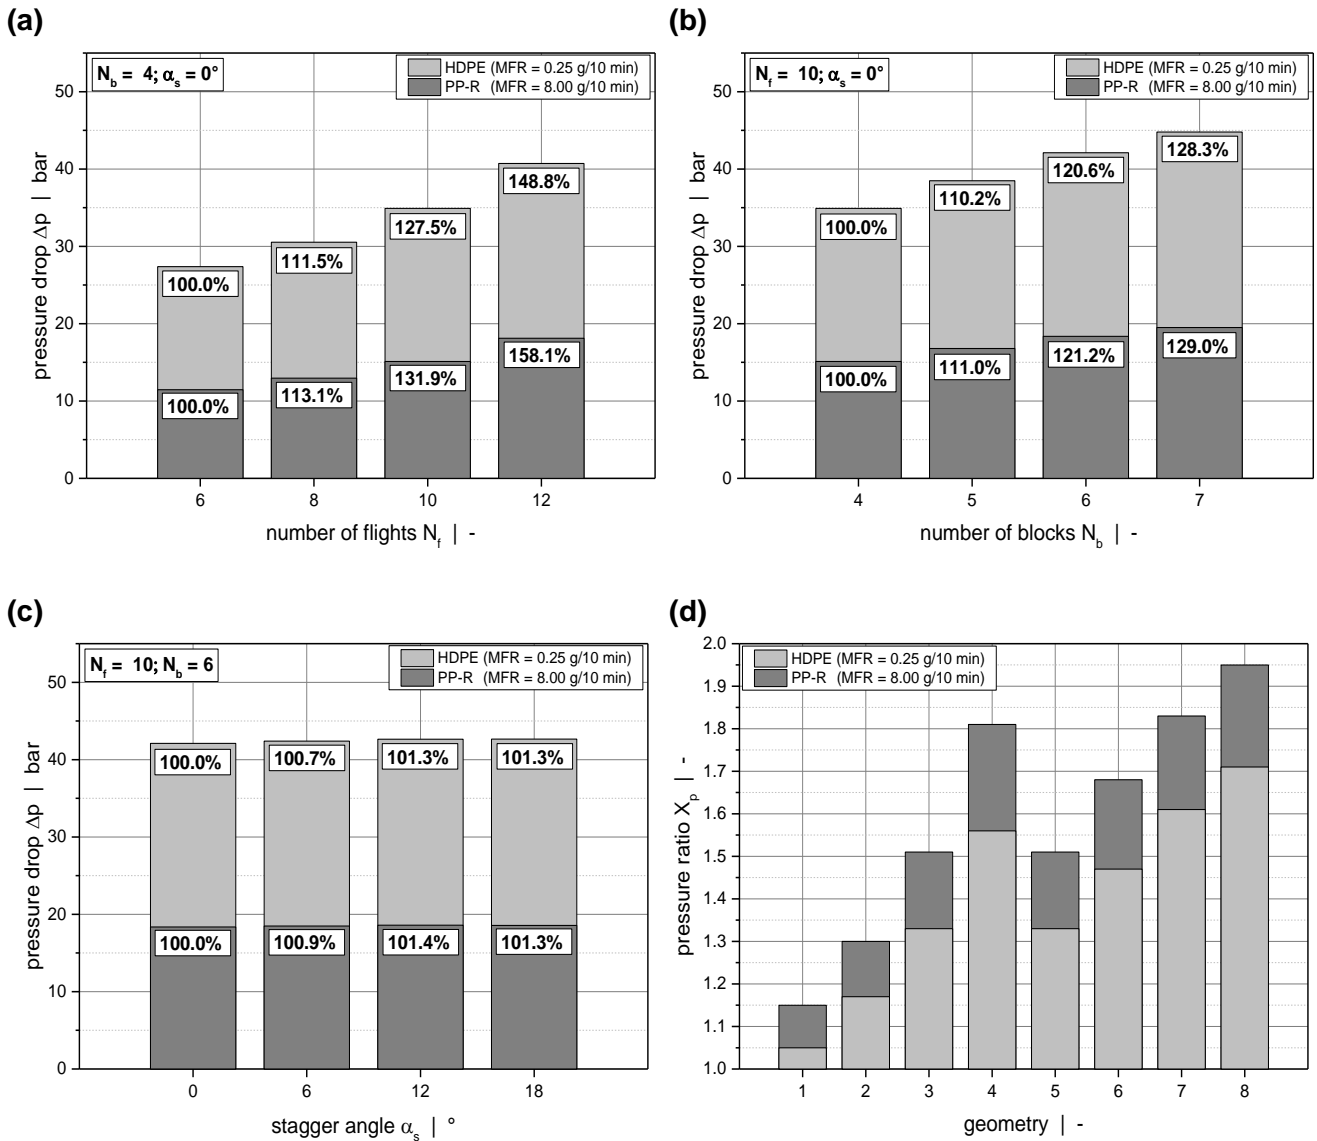 (a)
N_b = 4; α_s = 0°
HDPE (MFR = 0.25 g/10 min)
PP-R (MFR = 8.00 g/10 min)
pressure drop Δp | bar
50
40
30
20
10
0
100.0%
111.5%
127.5%
148.8%
100.0%
113.1%
131.9%
158.1%
6 8 10 12
number of flights N_f | -
(b)
N_f = 10; α_s = 0°
HDPE (MFR = 0.25 g/10 min)
PP-R (MFR = 8.00 g/10 min)
pressure drop Δp | bar
50
40
30
20
10
0
100.0%
110.2%
120.6%
128.3%
100.0%
111.0%
121.2%
129.0%
4 5 6 7
number of blocks N_b | -
(c)
N_f = 10; N_b = 6
HDPE (MFR = 0.25 g/10 min)
PP-R (MFR = 8.00 g/10 min)
pressure drop Δp | bar
50
40
30
20
10
0
100.0%
100.7%
101.3%
101.3%
100.0%
100.9%
101.4%
101.3%
0 6 12 18
stagger angle α_s | °
(d)
HDPE (MFR = 0.25 g/10 min)
PP-R (MFR = 8.00 g/10 min)
pressure ratio X_p | -
2.0
1.9
1.8
1.7
1.6
1.5
1.4
1.3
1.2
1.1
1.0
1 2 3 4 5 6 7 8
geometry | -